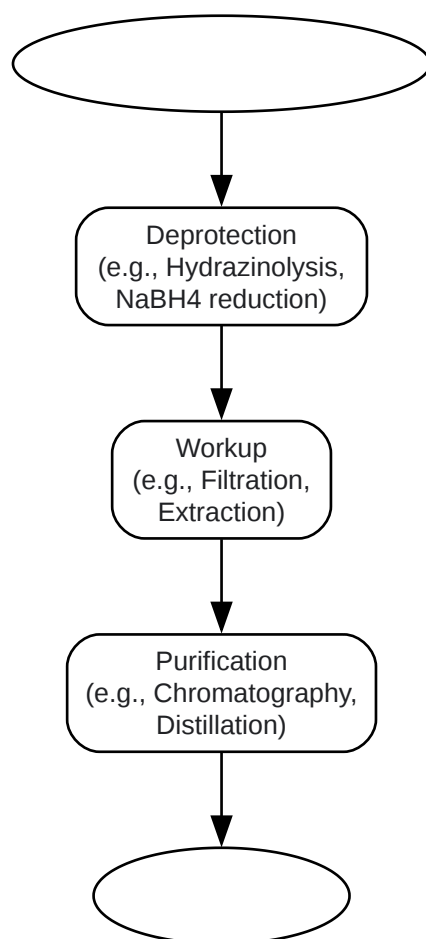 Deprotection
(e.g., Hydrazinolysis,
NaBH4 reduction)
Workup
(e.g., Filtration,
Extraction)
Purification
(e.g., Chromatography,
Distillation)